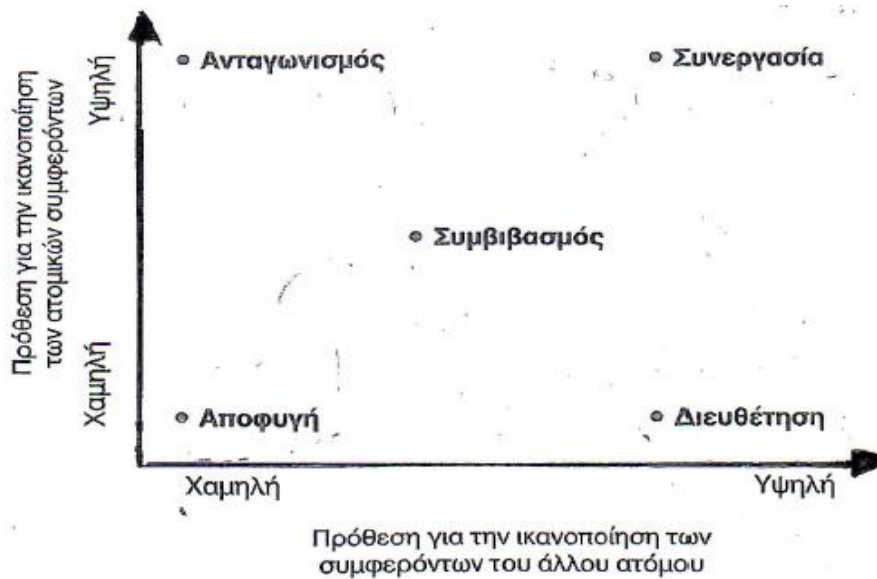 Πρόθεση για την ικανοποίηση
των ατομικών συμφερόντων
Υψηλή
Χαμηλή
Ανταγωνισμός
Συνεργασία
Συμβιβασμός
Αποφυγή
Διευθέτηση
Χαμηλή
Υψηλή
Πρόθεση για την ικανοποίηση των
συμφερόντων του άλλου ατόμου